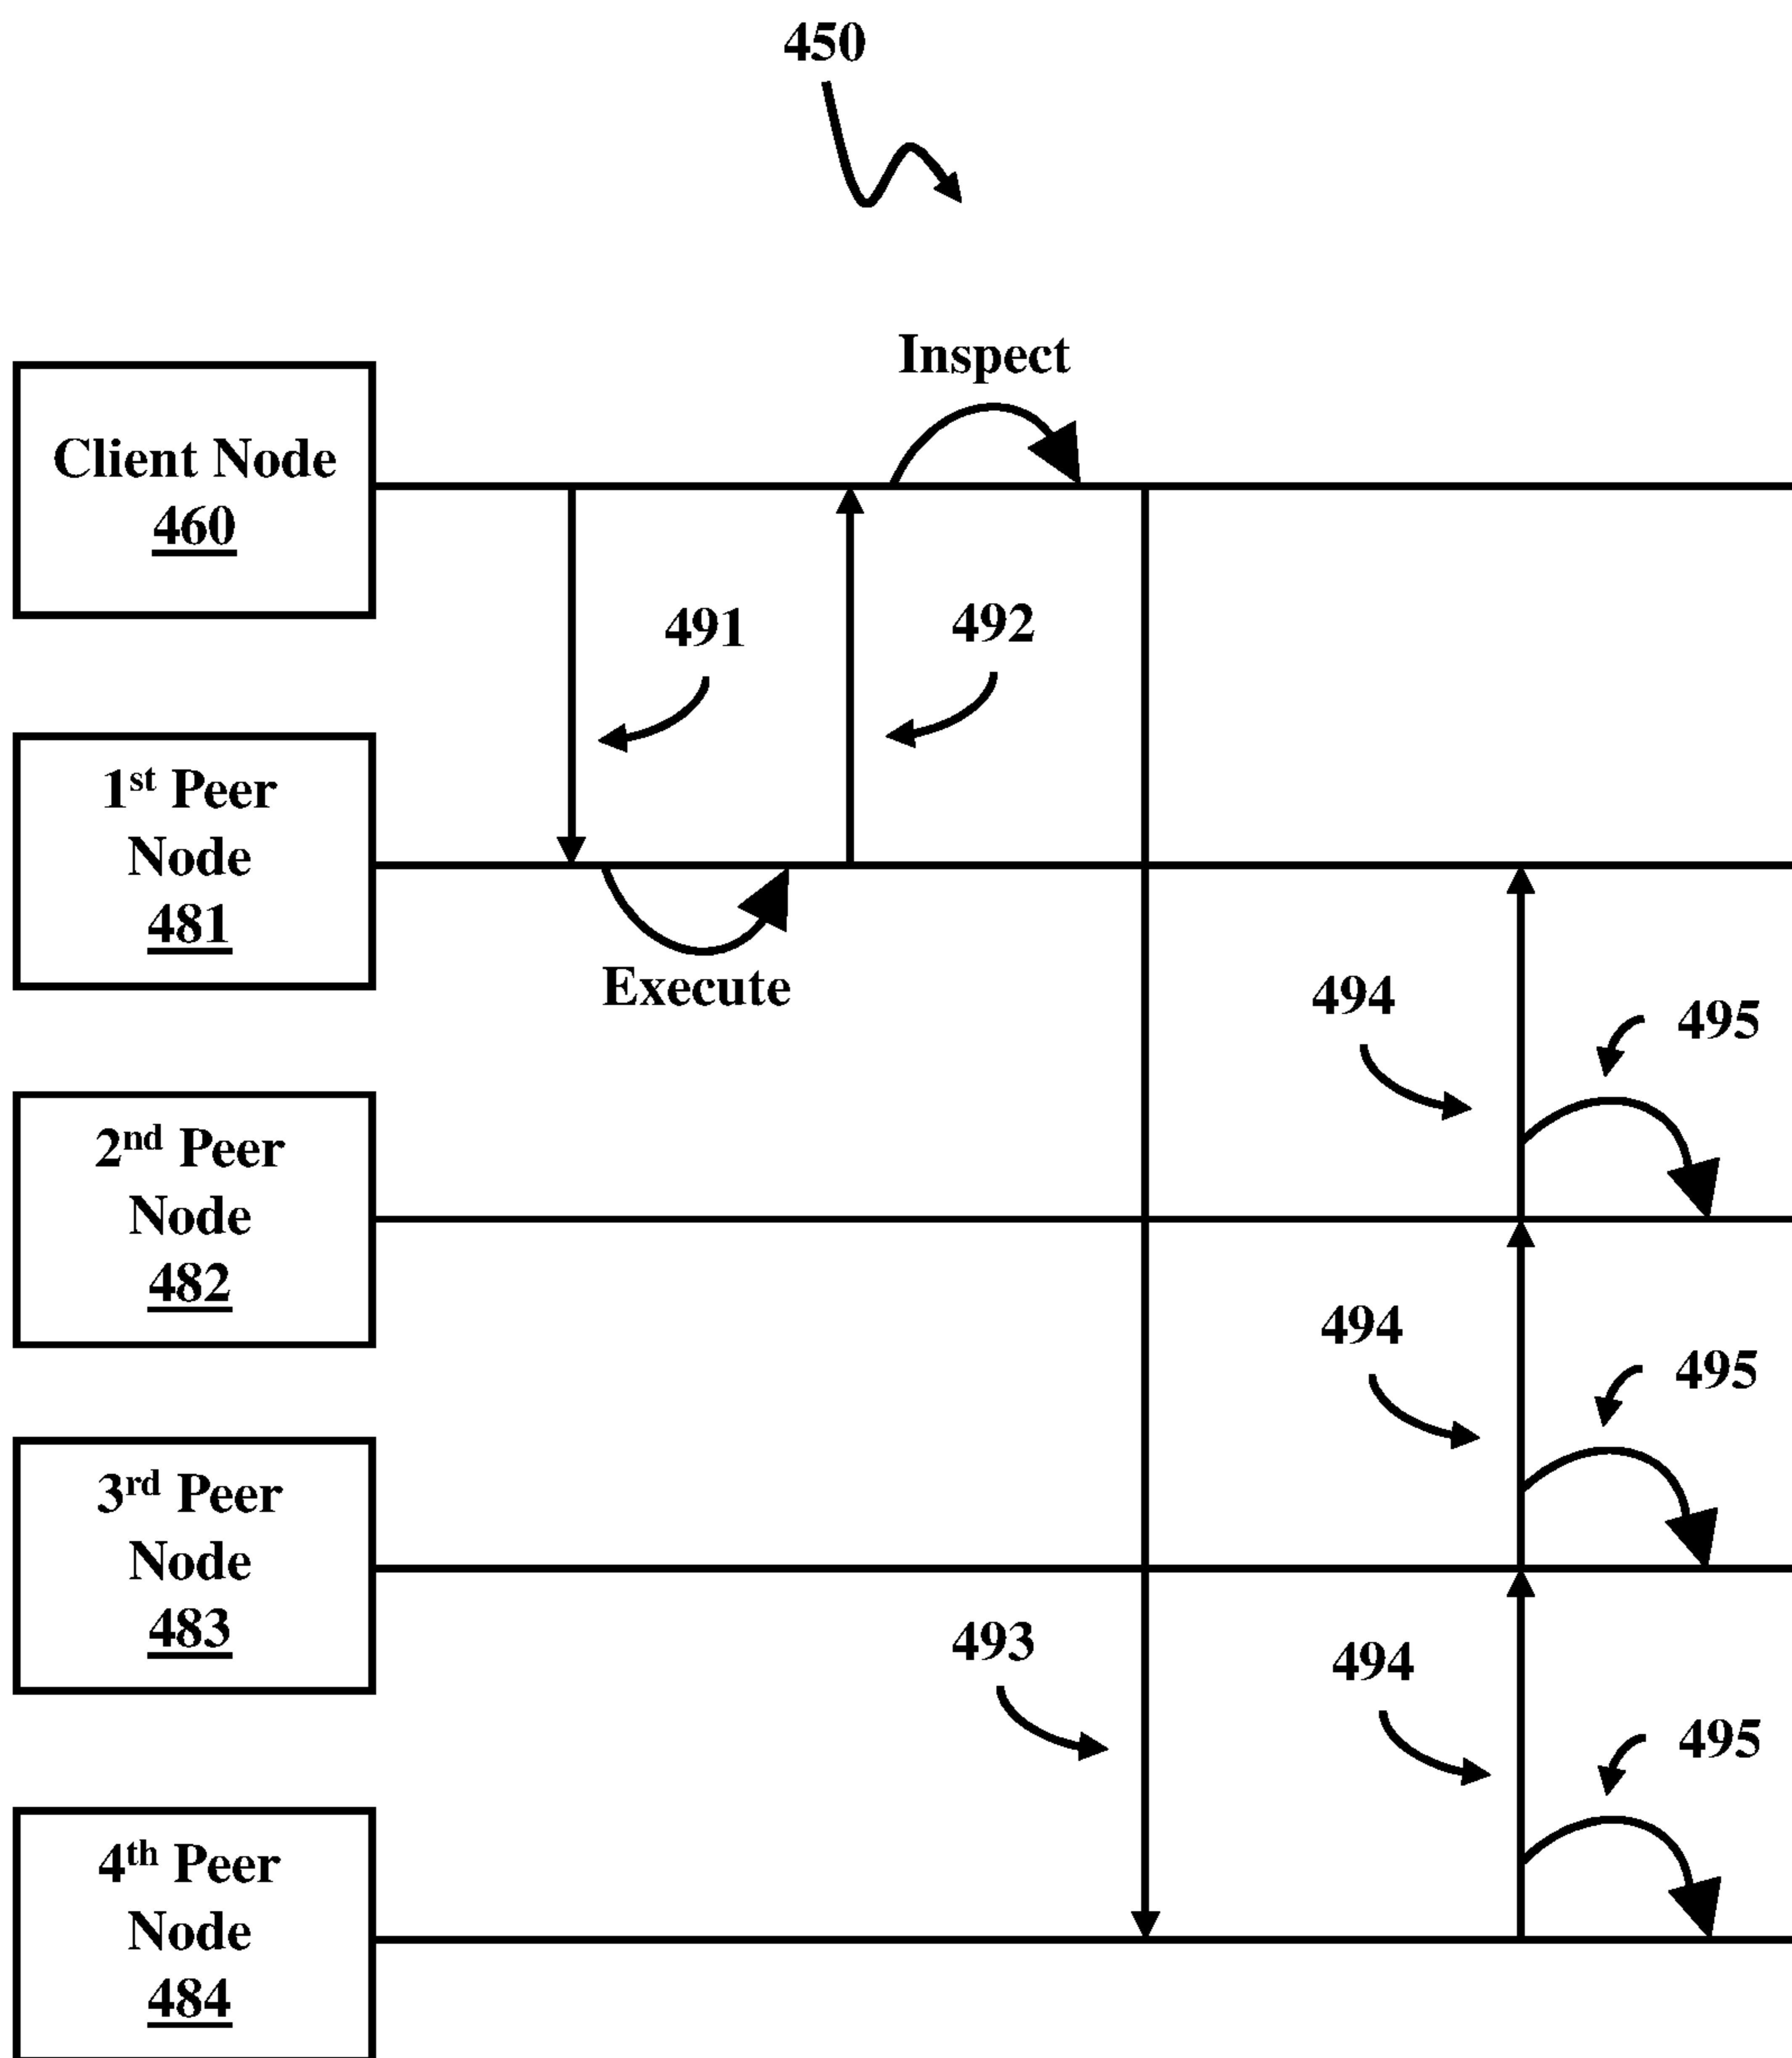 450
Inspect
Client Node
460
491
492
1st Peer
Node
481
Execute
494
495
2nd Peer
Node
482
494
495
3rd Peer
Node
483
493
494
495
4th Peer
Node
484